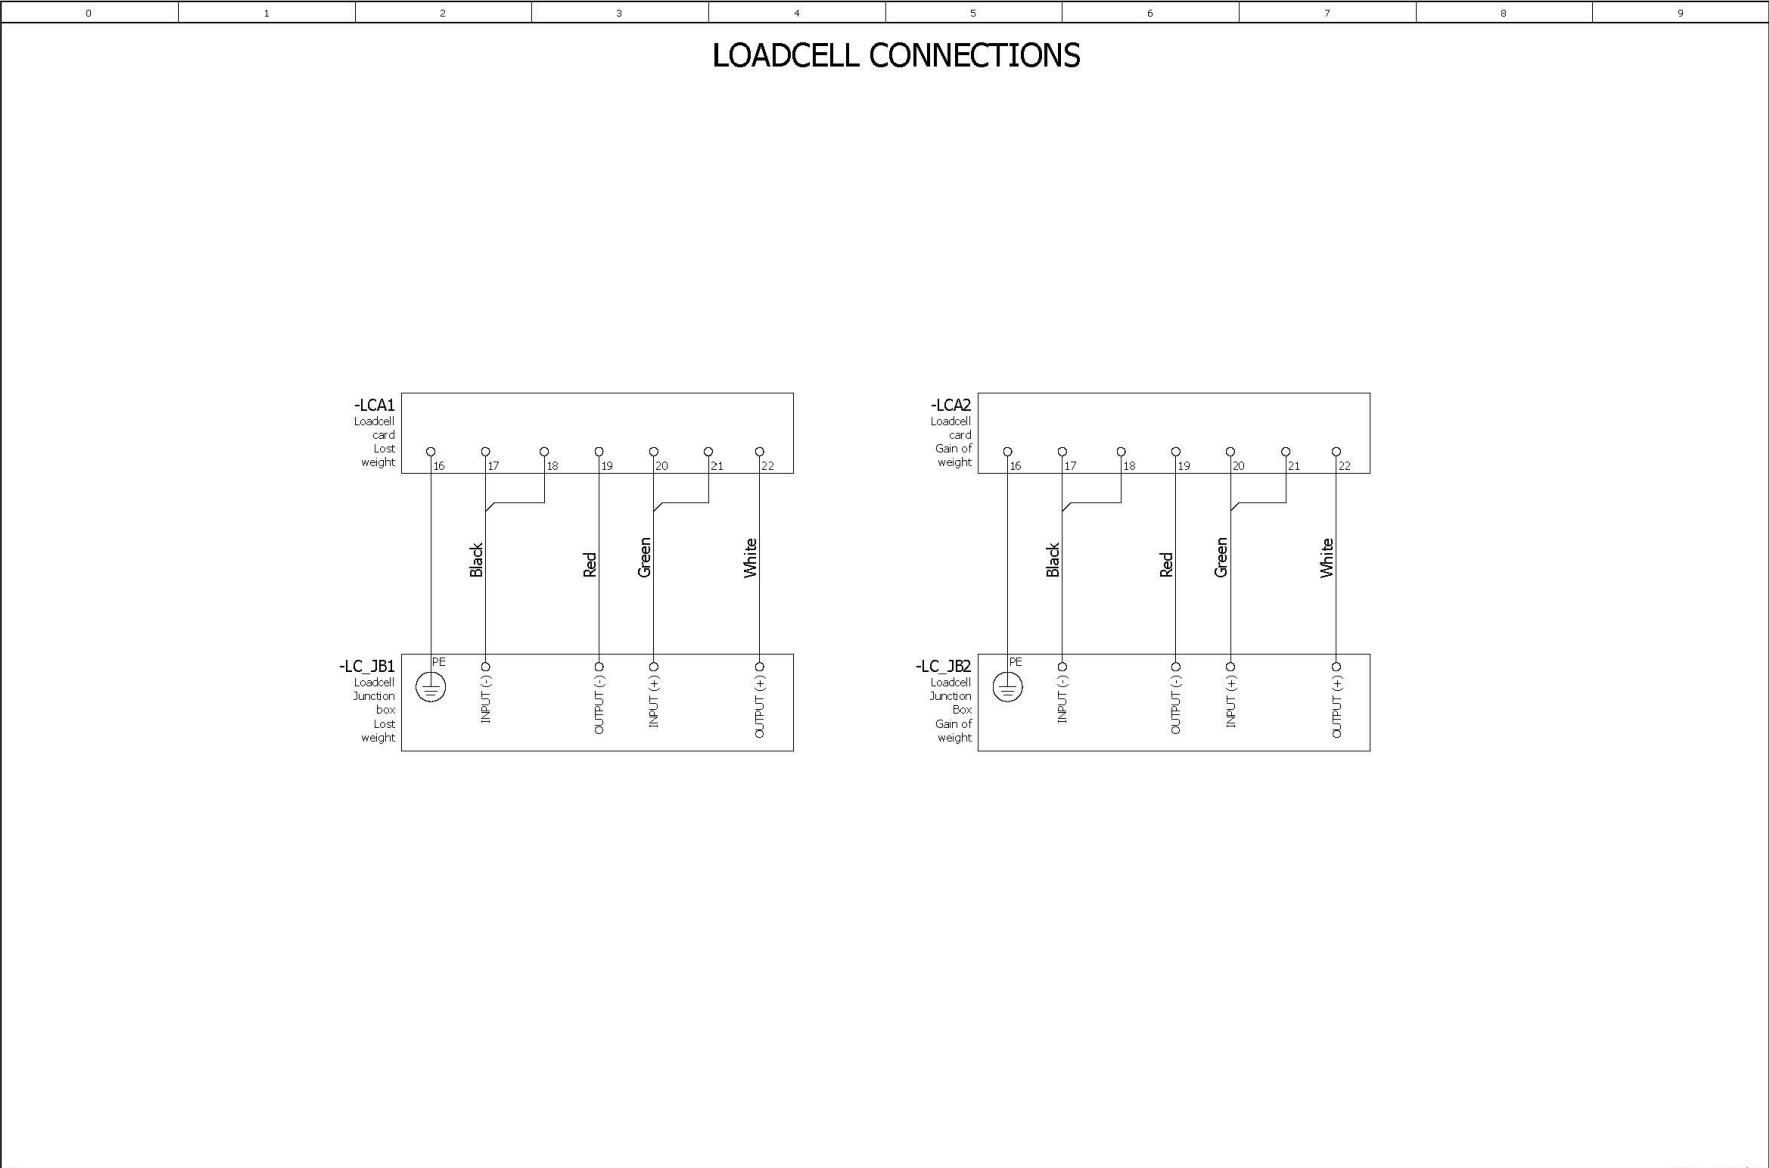 0 1 2 3 4 5 6 7 8 9
LOADCELL CONNECTIONS
-LCA1
Loadcell
card
Lost
weight
16 17 18 19 20 21 22
-LCA2
Loadcell
card
Gain of
weight
16 17 18 19 20 21 22
Black
Red
Green
White
Black
Red
Green
White
-LC_JB1
Loadcell
Junction
box
Lost
weight
PE
INPUT (-)
OUTPUT (-)
INPUT (+)
OUTPUT (+)
-LC_JB2
Loadcell
Junction
Box
Gain of
weight
PE
INPUT (-)
OUTPUT (-)
INPUT (+)
OUTPUT (+)